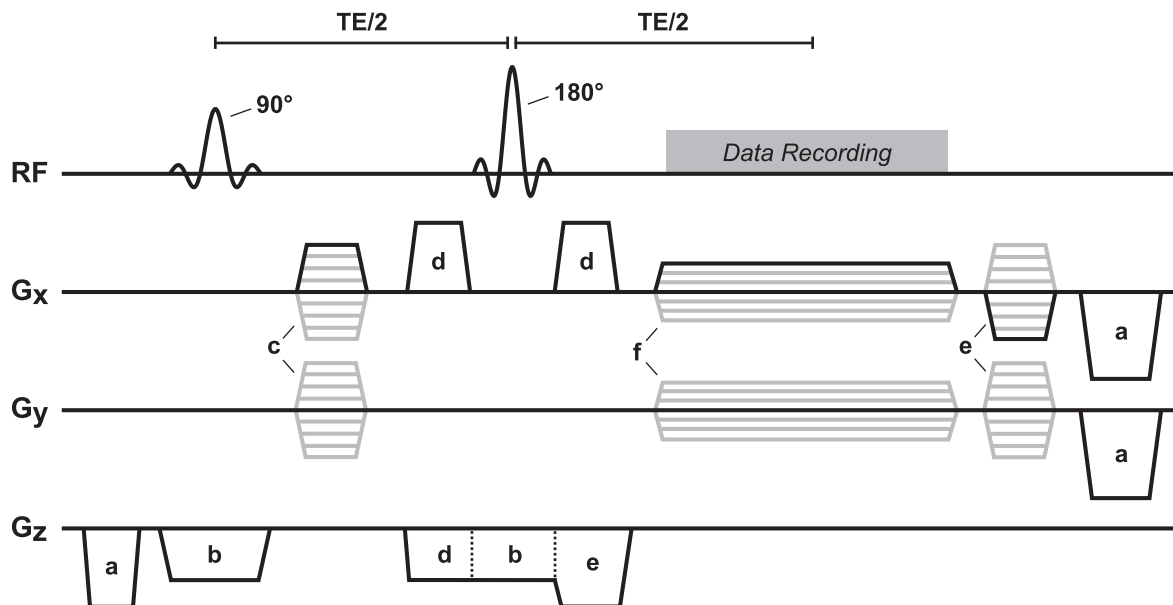 TE/2 TE/2
90° 180°
RF Data Recording
d d
Gx
c f e a
Gy
a
Gz
a b d b e